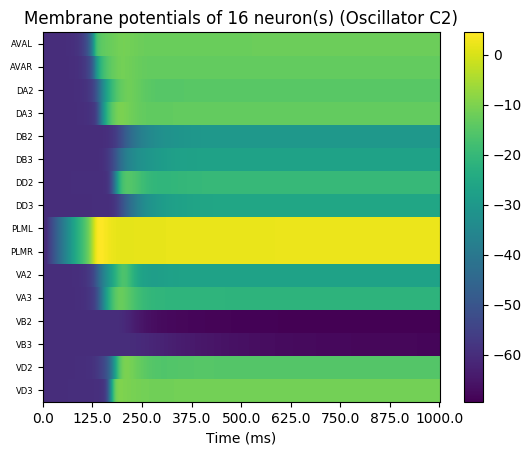 Membrane potentials of 16 neuron(s) (Oscillator C2)
AVAL
AVAR
DA2
DA3
DB2
DB3
DD2
DD3
PLML
PLMR
VA2
VA3
VB2
VB3
VD2
VD3
0.0 125.0 250.0 375.0 500.0 625.0 750.0 875.0 1000.0
Time (ms)
0
−10
−20
−30
−40
−50
−60